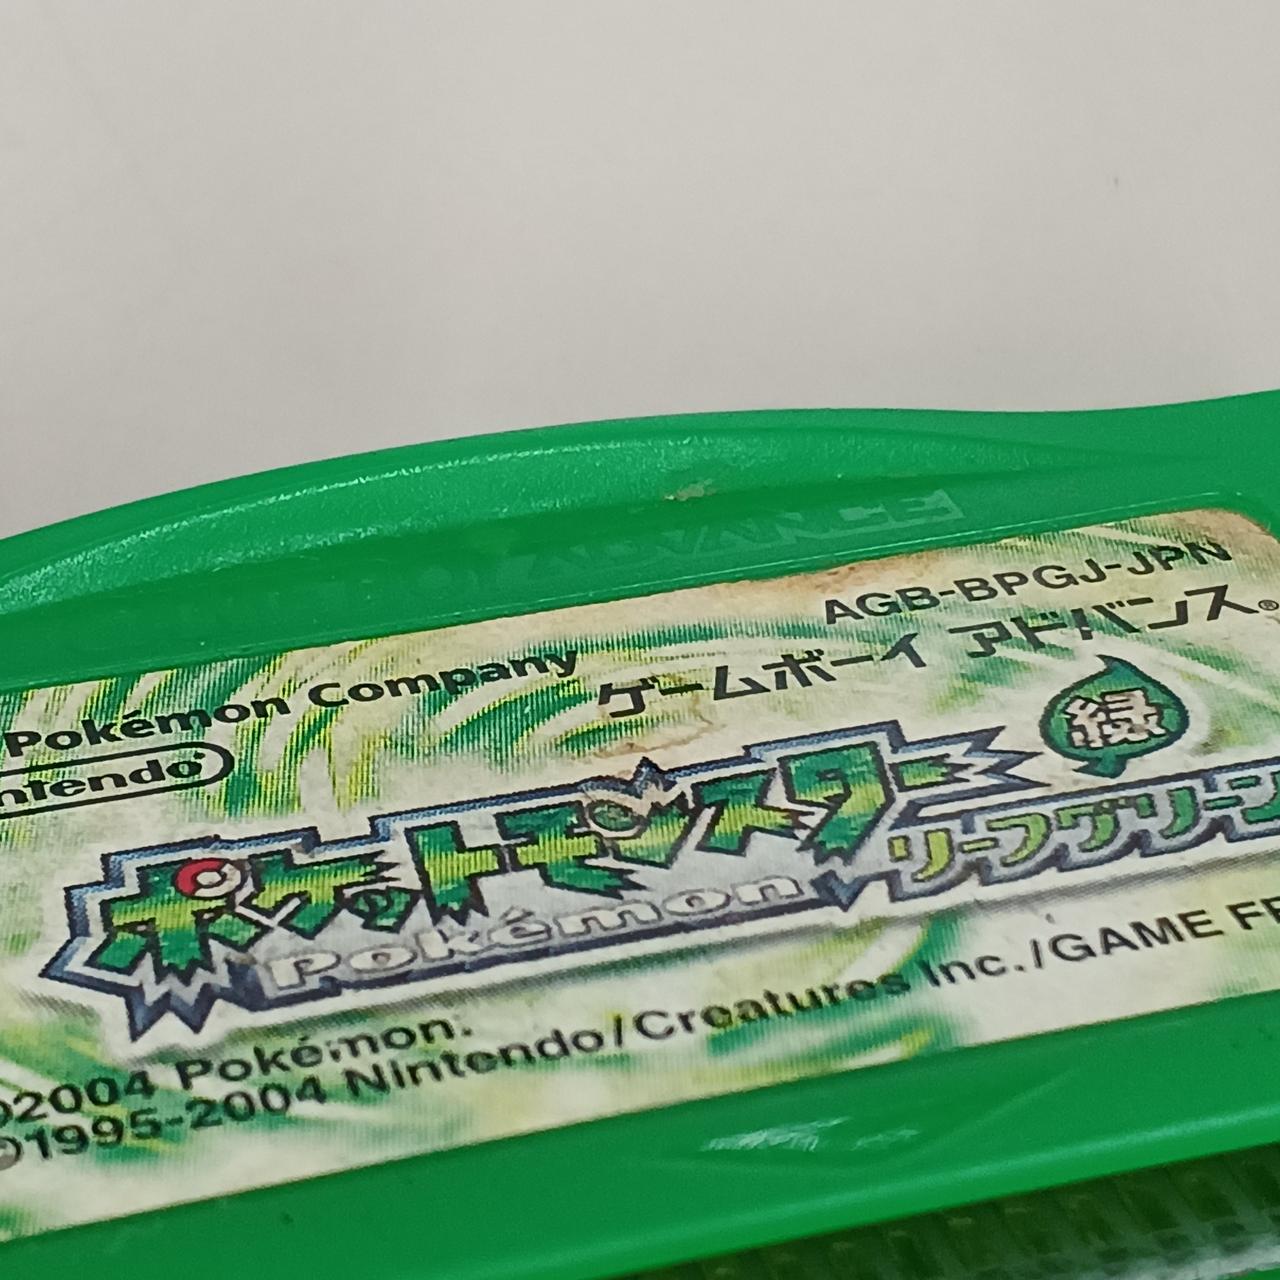 ADVANCE
AGB-BPGJ-JPN
Pokémon Company
ゲームボーイ アドバンス®
Nintendo
緑
ポケットモンスター
リーフグリーン
Pokémon
©2004 Pokémon.
©1995-2004 Nintendo/Creatures Inc./GAME